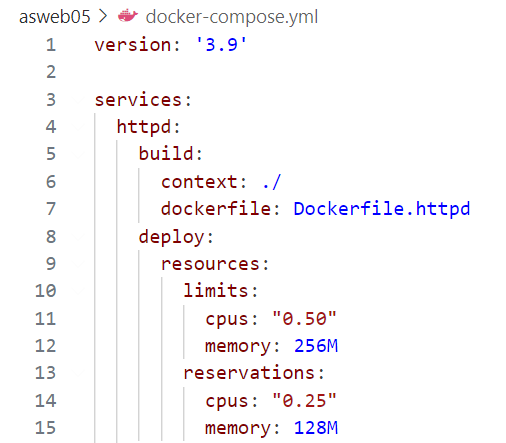 asweb05 > docker-compose.yml
1 version: '3.9'
2
3 services:
4   httpd:
5     build:
6       context: ./
7       dockerfile: Dockerfile.httpd
8     deploy:
9       resources:
10         limits:
11           cpus: "0.50"
12           memory: 256M
13         reservations:
14           cpus: "0.25"
15           memory: 128M